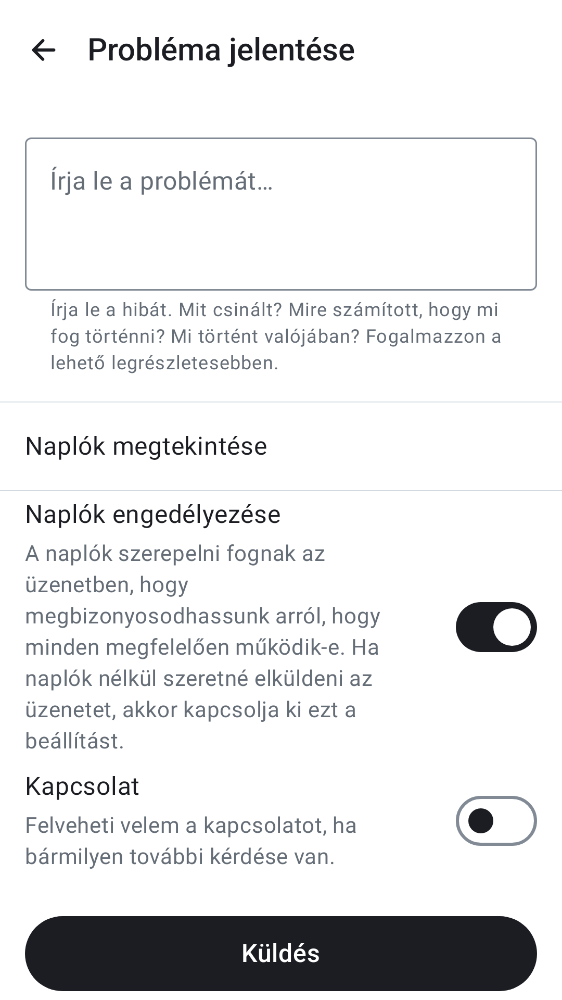 Probléma jelentése
Írja le a problémát…
Írja le a hibát. Mit csinált? Mire számított, hogy mi
fog történni? Mi történt valójában? Fogalmazzon a
lehető legrészletesebben.
Naplók megtekintése
Naplók engedélyezése
A naplók szerepelni fognak az
üzenetben, hogy
megbizonyosodhassunk arról, hogy
minden megfelelően működik-e. Ha
naplók nélkül szeretné elküldeni az
üzenetet, akkor kapcsolja ki ezt a
beállítást.
Kapcsolat
Felveheti velem a kapcsolatot, ha
bármilyen további kérdése van.
Küldés